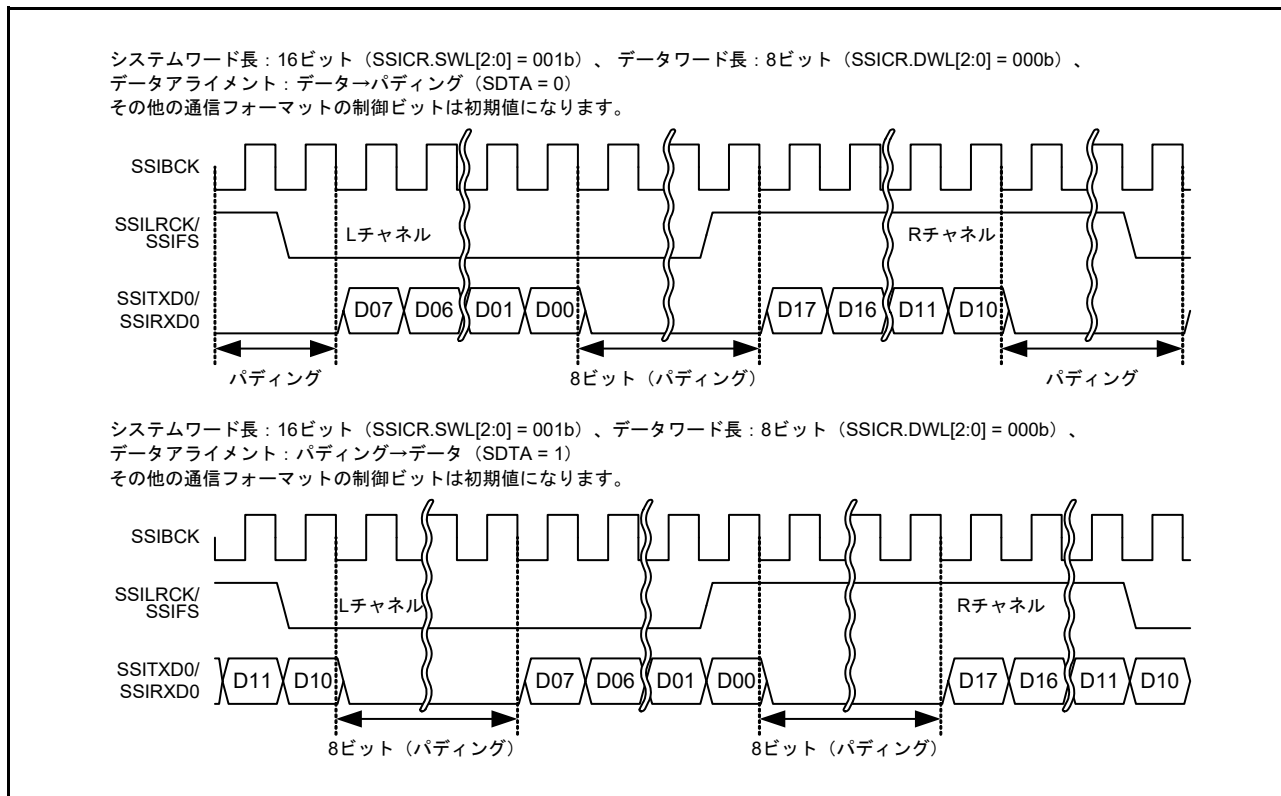 システムワード長：16ビット（SSICR.SWL[2:0] = 001b）、 データワード長：8ビット（SSICR.DWL[2:0] = 000b）、
データアライメント：データ→パディング（SDTA = 0）
その他の通信フォーマットの制御ビットは初期値になります。
SSIBCK
SSILRCK/
SSIFS
Lチャネル
Rチャネル
SSITXD0/
SSIRXD0
D07 D06 D01 D00 D17 D16 D11 D10
パディング 8ビット（パディング） パディング
システムワード長：16ビット（SSICR.SWL[2:0] = 001b）、データワード長：8ビット（SSICR.DWL[2:0] = 000b）、
データアライメント：パディング→データ（SDTA = 1）
その他の通信フォーマットの制御ビットは初期値になります。
SSIBCK
SSILRCK/
SSIFS
Lチャネル
Rチャネル
SSITXD0/
SSIRXD0
D11 D10 D07 D06 D01 D00 D17 D16 D11 D10
8ビット（パディング） 8ビット（パディング）